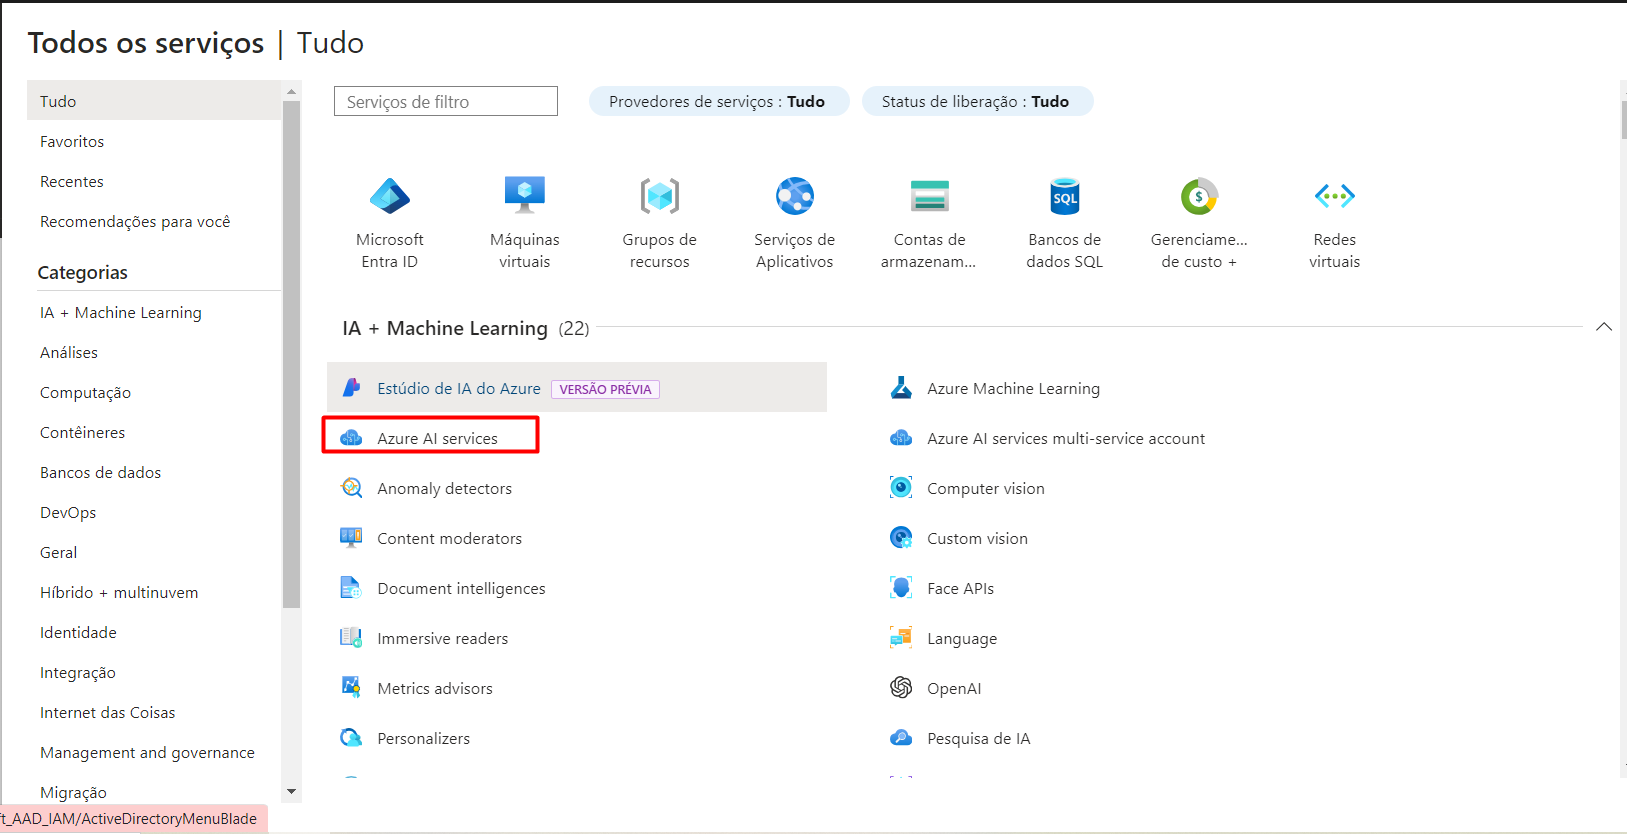 Todos os serviços | Tudo
Tudo
Favoritos
Recentes
Recomendações para você
Categorias
IA + Machine Learning
Análises
Computação
Contêineres
Bancos de dados
DevOps
Geral
Híbrido + multinuvem
Identidade
Integração
Internet das Coisas
Management and governance
Migração
ft_AAD_IAM/ActiveDirectoryMenuBlade
Serviços de filtro
Provedores de serviços : Tudo
Status de liberação : Tudo
Microsoft
Entra ID
Máquinas
virtuais
Grupos de
recursos
Serviços de
Aplicativos
Contas de
armazenam...
SQL
Bancos de
dados SQL
$
Gerenciame...
de custo +
Redes
virtuais
IA + Machine Learning (22)
Estúdio de IA do Azure VERSÃO PRÉVIA
Azure Machine Learning
Azure AI services
Azure AI services multi-service account
Anomaly detectors
Computer vision
Content moderators
Custom vision
Document intelligences
Face APIs
Immersive readers
Language
Metrics advisors
OpenAI
Personalizers
Pesquisa de IA